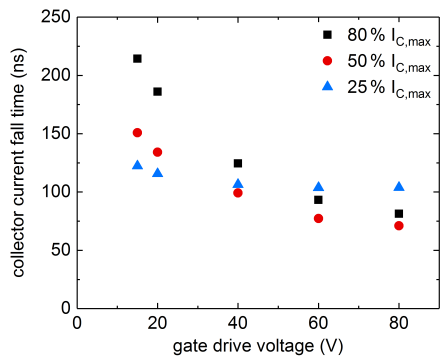 250
200
150
100
50
0
0
20
40
60
80
80 % I_C,max
50 % I_C,max
25 % I_C,max
collector current fall time (ns)
gate drive voltage (V)